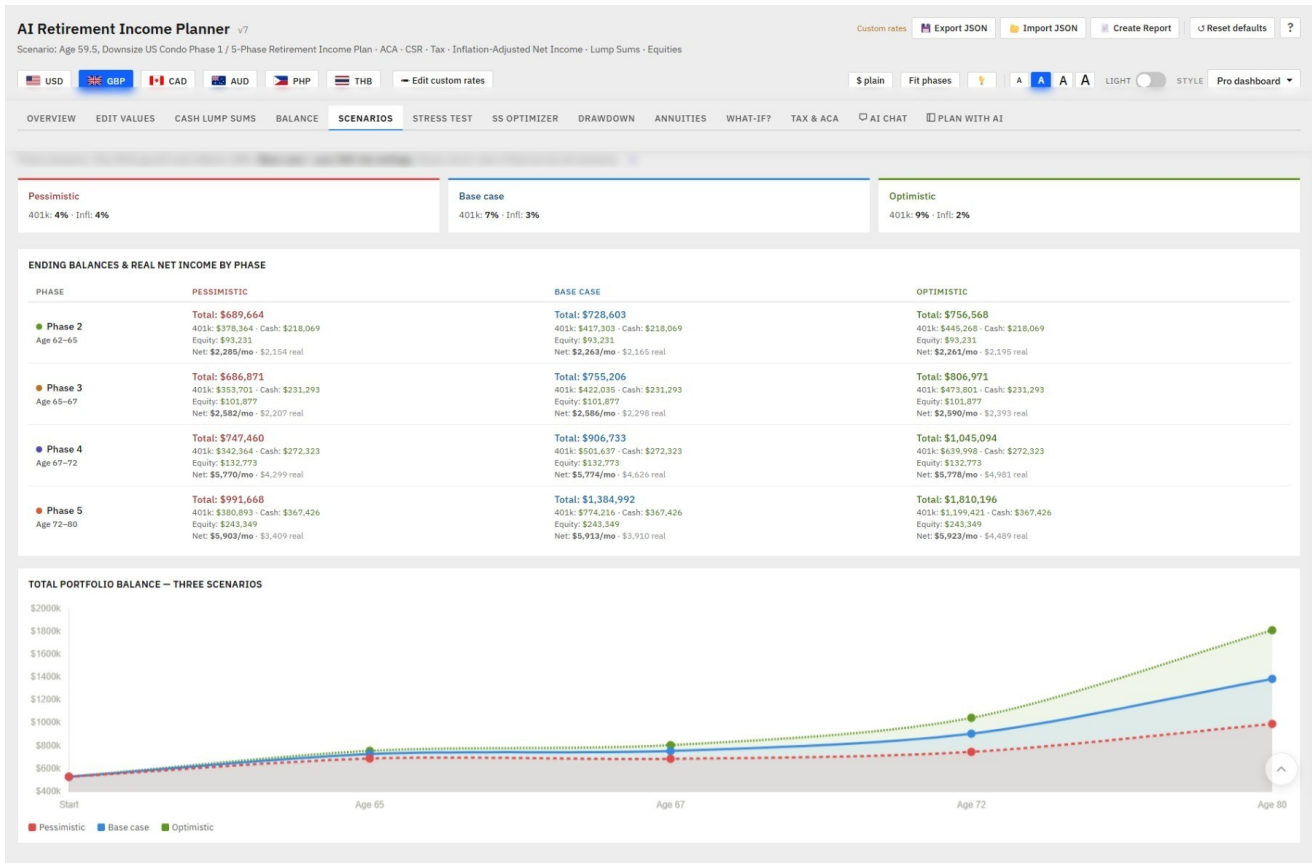 AI Retirement Income Planner v7
Custom rates
Export JSON
Import JSON
Create Report
↺ Reset defaults
?
Scenario: Age 59.5, Downsize US Condo Phase 1 / 5-Phase Retirement Income Plan · ACA · CSR · Tax · Inflation-Adjusted Net Income · Lump Sums · Equities
USD
GBP
CAD
AUD
PHP
THB
Edit custom rates
$ plain
Fit phases
A A A A
LIGHT
STYLE
Pro dashboard
OVERVIEW EDIT VALUES CASH LUMP SUMS BALANCE SCENARIOS STRESS TEST SS OPTIMIZER DRAWDOWN ANNUITIES WHAT-IF? TAX & ACA AI CHAT PLAN WITH AI
Pessimistic
401k: 4% · Infl: 4%
Base case
401k: 7% · Infl: 3%
Optimistic
401k: 9% · Infl: 2%
ENDING BALANCES & REAL NET INCOME BY PHASE
PHASE PESSIMISTIC BASE CASE OPTIMISTIC
Phase 2
Age 62–65
Total: $689,664
401k: $378,364 · Cash: $218,069
Equity: $93,231
Net: $2,285/mo · $2,154 real
Total: $728,603
401k: $417,303 · Cash: $218,069
Equity: $93,231
Net: $2,263/mo · $2,165 real
Total: $756,568
401k: $445,268 · Cash: $218,069
Equity: $93,231
Net: $2,261/mo · $2,195 real
Phase 3
Age 65–67
Total: $686,871
401k: $353,701 · Cash: $231,293
Equity: $101,877
Net: $2,582/mo · $2,207 real
Total: $755,206
401k: $422,035 · Cash: $231,293
Equity: $101,877
Net: $2,586/mo · $2,298 real
Total: $806,971
401k: $473,801 · Cash: $231,293
Equity: $101,877
Net: $2,590/mo · $2,393 real
Phase 4
Age 67–72
Total: $747,460
401k: $342,364 · Cash: $272,323
Equity: $132,773
Net: $5,770/mo · $4,299 real
Total: $906,733
401k: $501,637 · Cash: $272,323
Equity: $132,773
Net: $5,774/mo · $4,626 real
Total: $1,045,094
401k: $639,998 · Cash: $272,323
Equity: $132,773
Net: $5,778/mo · $4,981 real
Phase 5
Age 72–80
Total: $991,668
401k: $380,893 · Cash: $367,426
Equity: $243,349
Net: $5,903/mo · $3,409 real
Total: $1,384,992
401k: $774,216 · Cash: $367,426
Equity: $243,349
Net: $5,913/mo · $3,910 real
Total: $1,810,196
401k: $1,199,421 · Cash: $367,426
Equity: $243,349
Net: $5,923/mo · $4,489 real
TOTAL PORTFOLIO BALANCE — THREE SCENARIOS
$2000k
$1800k
$1600k
$1400k
$1200k
$1000k
$800k
$600k
$400k
Start Age 65 Age 67 Age 72 Age 80
Pessimistic Base case Optimistic